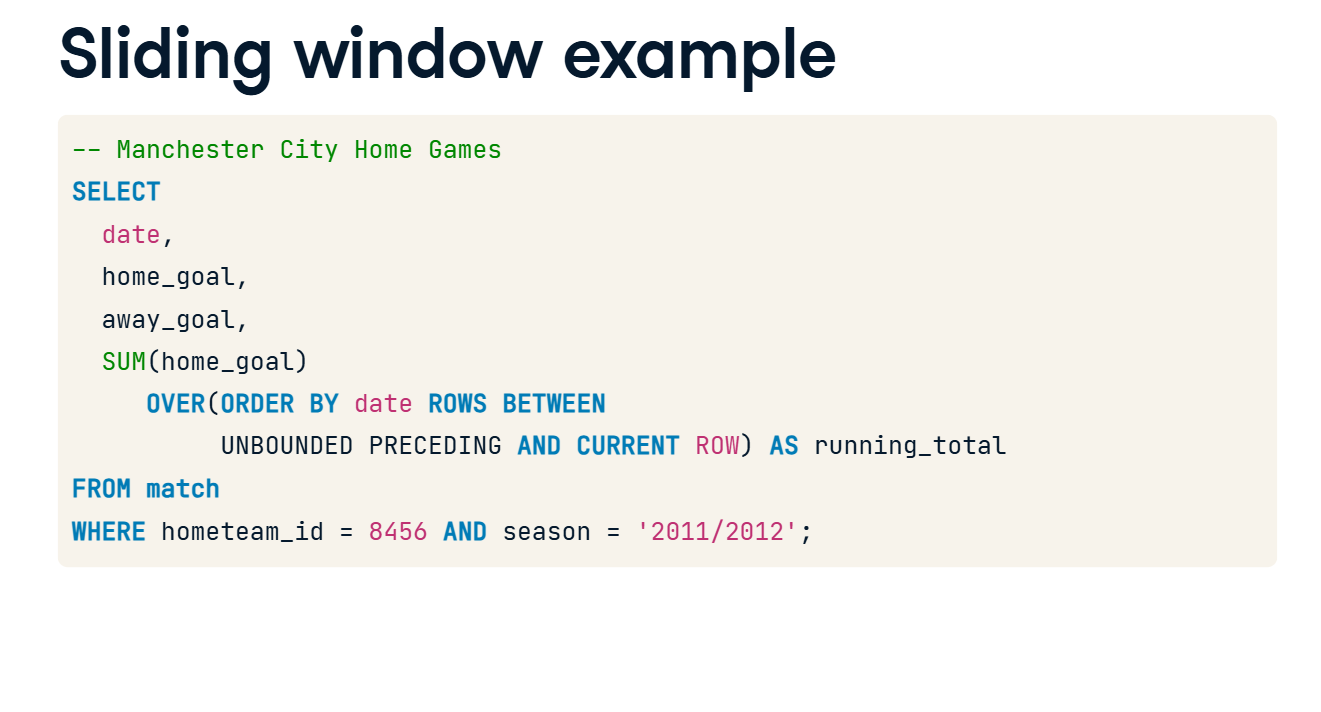 Sliding window example
-- Manchester City Home Games
SELECT
  date,
  home_goal,
  away_goal,
  SUM(home_goal)
     OVER(ORDER BY date ROWS BETWEEN
          UNBOUNDED PRECEDING AND CURRENT ROW) AS running_total
FROM match
WHERE hometeam_id = 8456 AND season = '2011/2012';